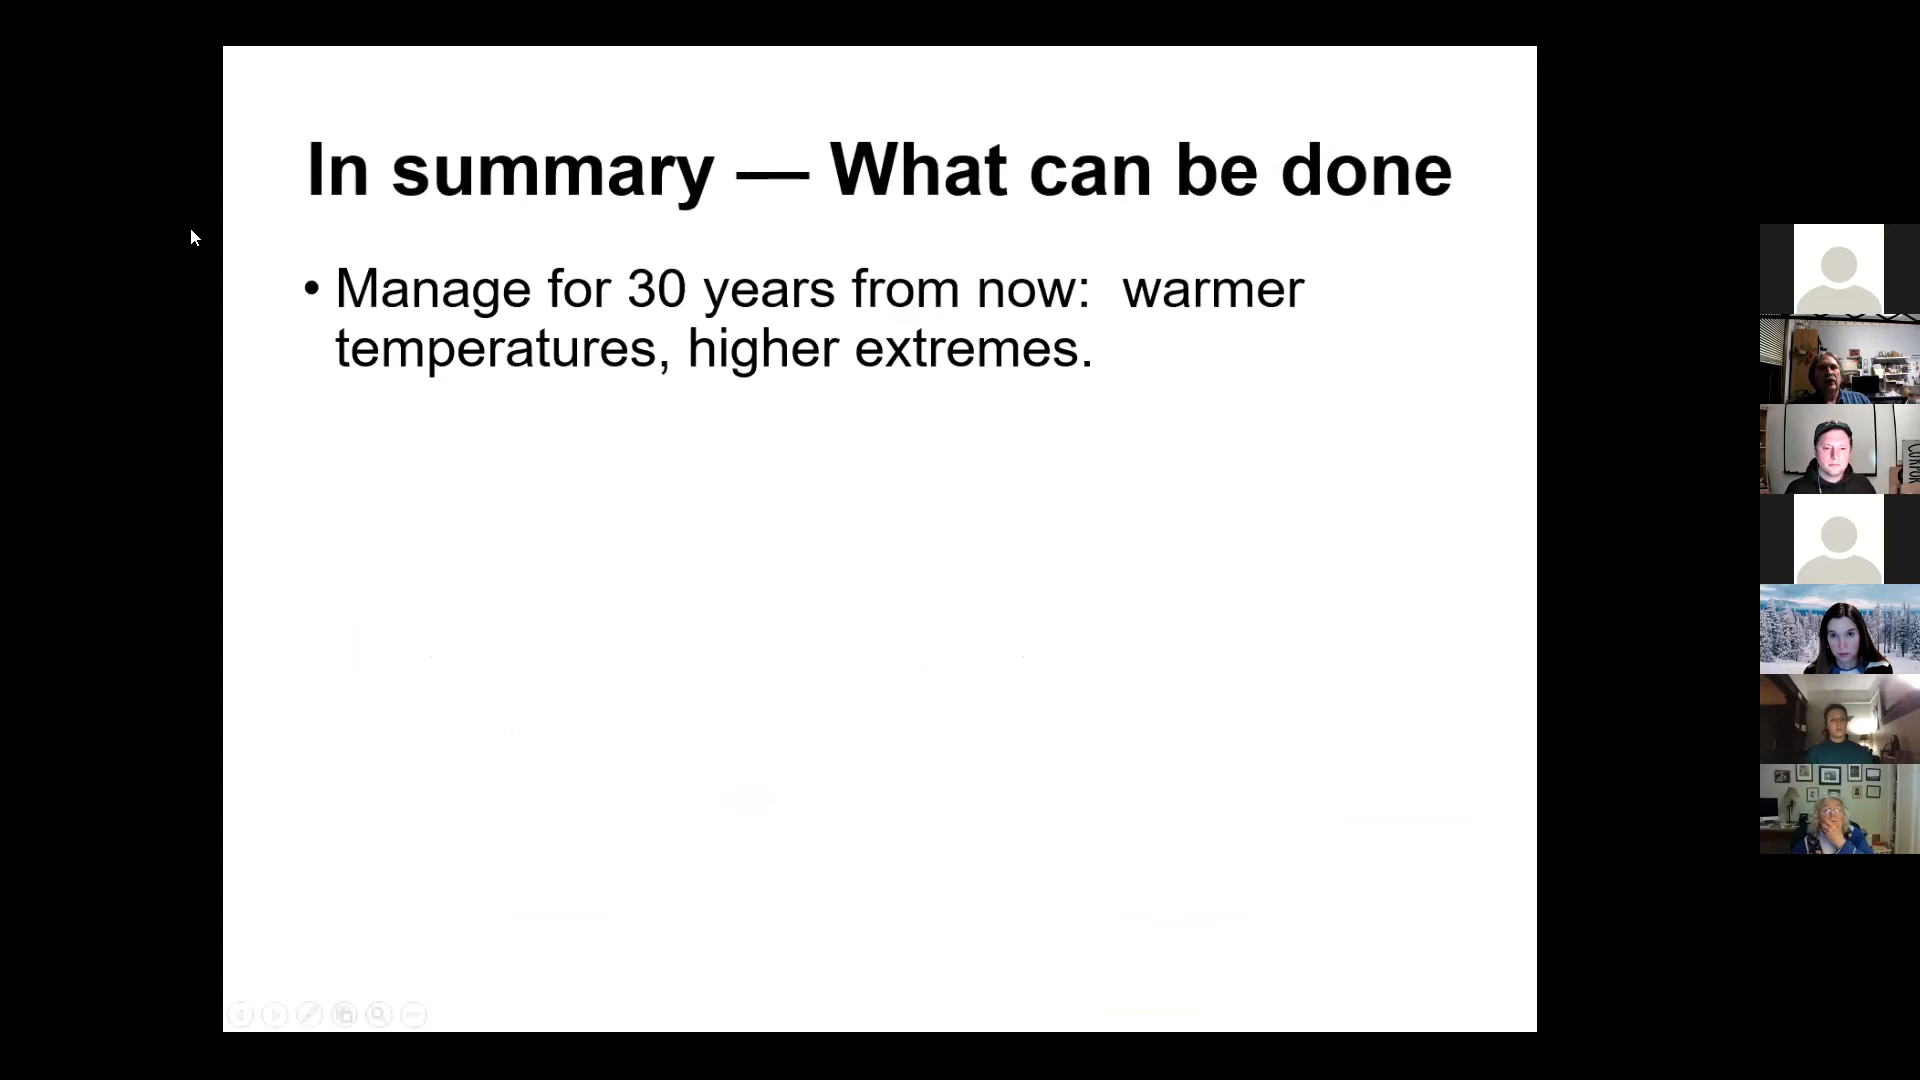 In summary — What can be done
• Manage for 30 years from now:  warmer
temperatures, higher extremes.